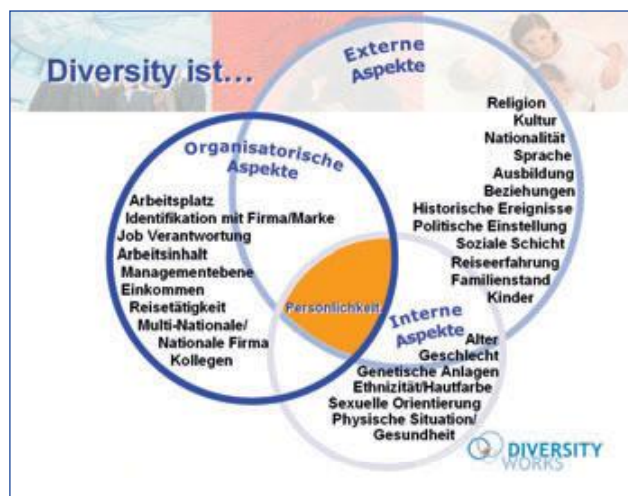 Diversity ist...
Externe
Aspekte
Organisatorische
Aspekte
Religion
Kultur
Nationalität
Sprache
Ausbildung
Beziehungen
Historische Ereignisse
Politische Einstellung
Soziale Schicht
Reiseerfahrung
Familienstand
Kinder
Arbeitsplatz
Identifikation mit Firma/Marke
Job Verantwortung
Arbeitsinhalt
Managementebene
Einkommen
Reisetätigkeit
Multi-Nationale/
Nationale Firma
Kollegen
Persönlichkeit
Interne
Aspekte
Alter
Geschlecht
Genetische Anlagen
Ethnizität/Hautfarbe
Sexuelle Orientierung
Physische Situation/
Gesundheit
DIVERSITY
WORKS